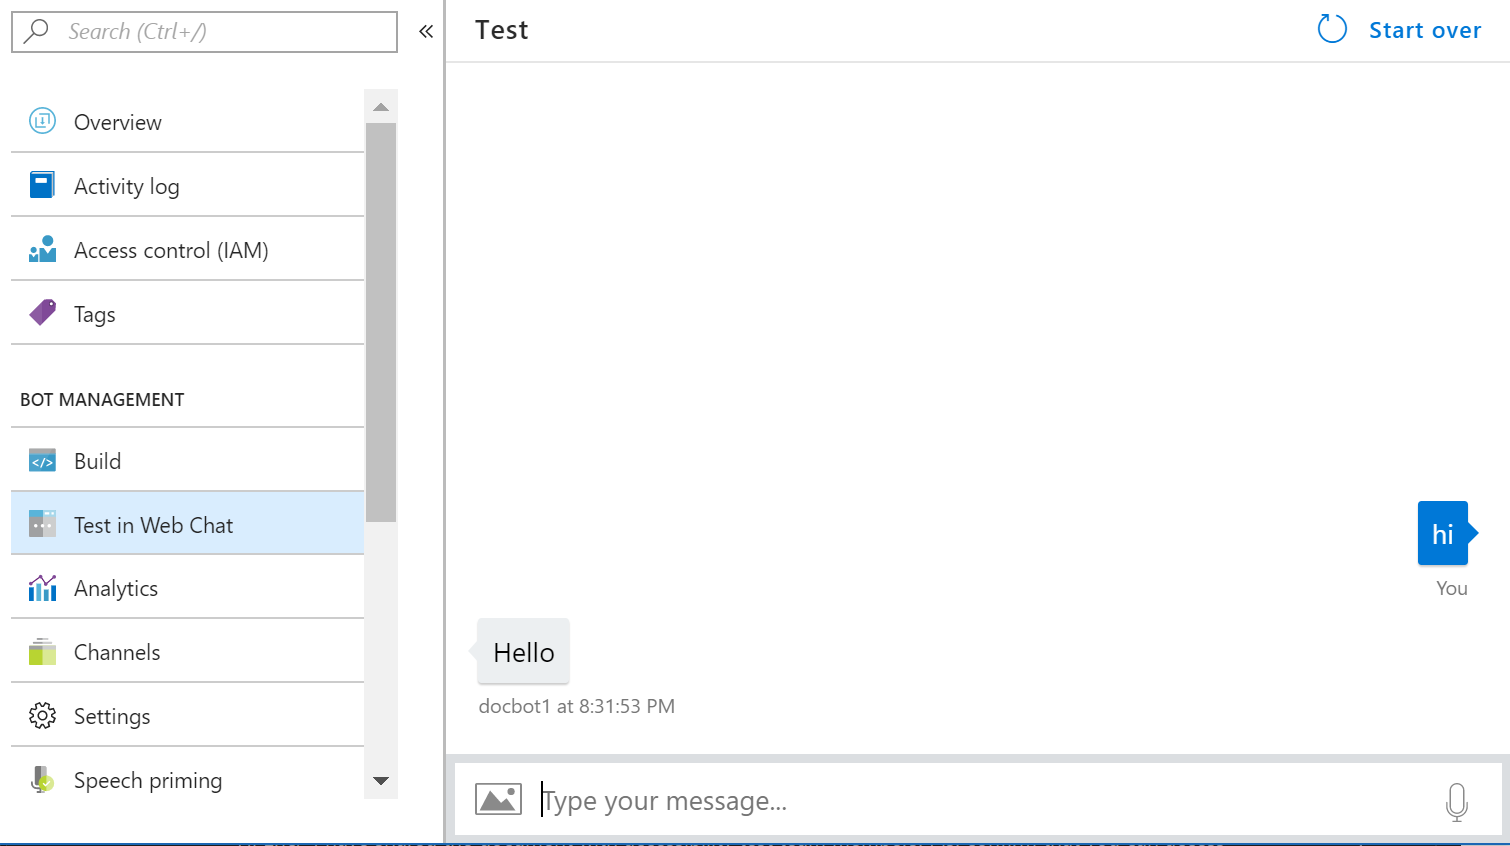 Search (Ctrl+/)
«
Overview
Activity log
Access control (IAM)
Tags
BOT MANAGEMENT
Build
Test in Web Chat
Analytics
Channels
Settings
Speech priming
Test
Start over
hi
You
Hello
docbot1 at 8:31:53 PM
Type your message...